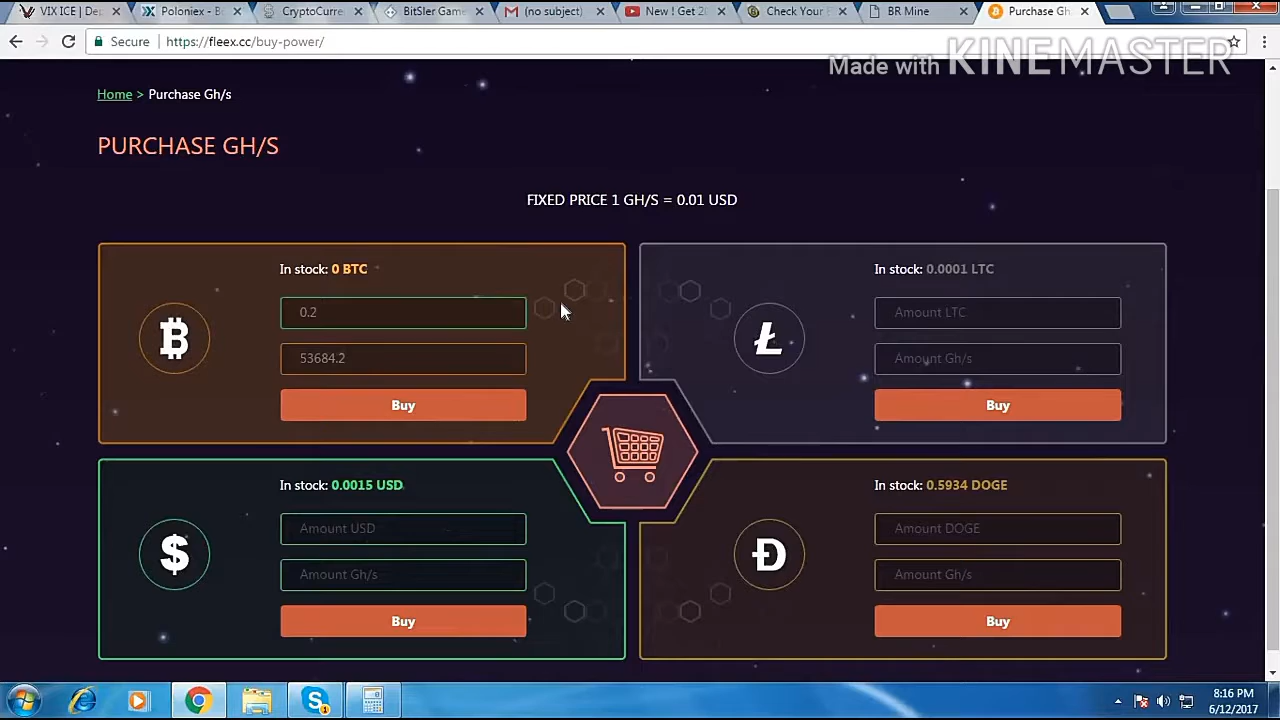 VIX ICE | De
Poloniex - B
CryptoCurre
BitSler Gam
(no subject)
New ! Get 2
Check Your E
BR Mine
Purchase Gh
Secure
https://fleex.cc/buy-power/
Made with KINEMASTER
Home > Purchase Gh/s
PURCHASE GH/S
FIXED PRICE 1 GH/S = 0.01 USD
In stock: 0 BTC
0.2
53684.2
Buy
In stock: 0.0001 LTC
Amount LTC
Amount Gh/s
Buy
In stock: 0.0015 USD
Amount USD
Amount Gh/s
Buy
In stock: 0.5934 DOGE
Amount DOGE
Amount Gh/s
Buy
8:16 PM
6/12/2017